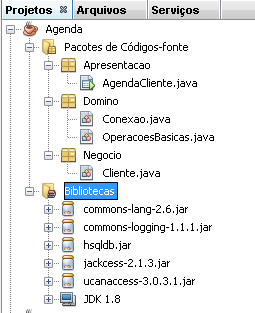 Projetos
Arquivos
Serviços
Agenda
Pacotes de Códigos-fonte
Apresentacao
AgendaCliente.java
Domino
Conexao.java
OperacoesBasicas.java
Negocio
Cliente.java
Bibliotecas
commons-lang-2.6.jar
commons-logging-1.1.1.jar
hsqldb.jar
jackcess-2.1.3.jar
ucanaccess-3.0.3.1.jar
JDK 1.8